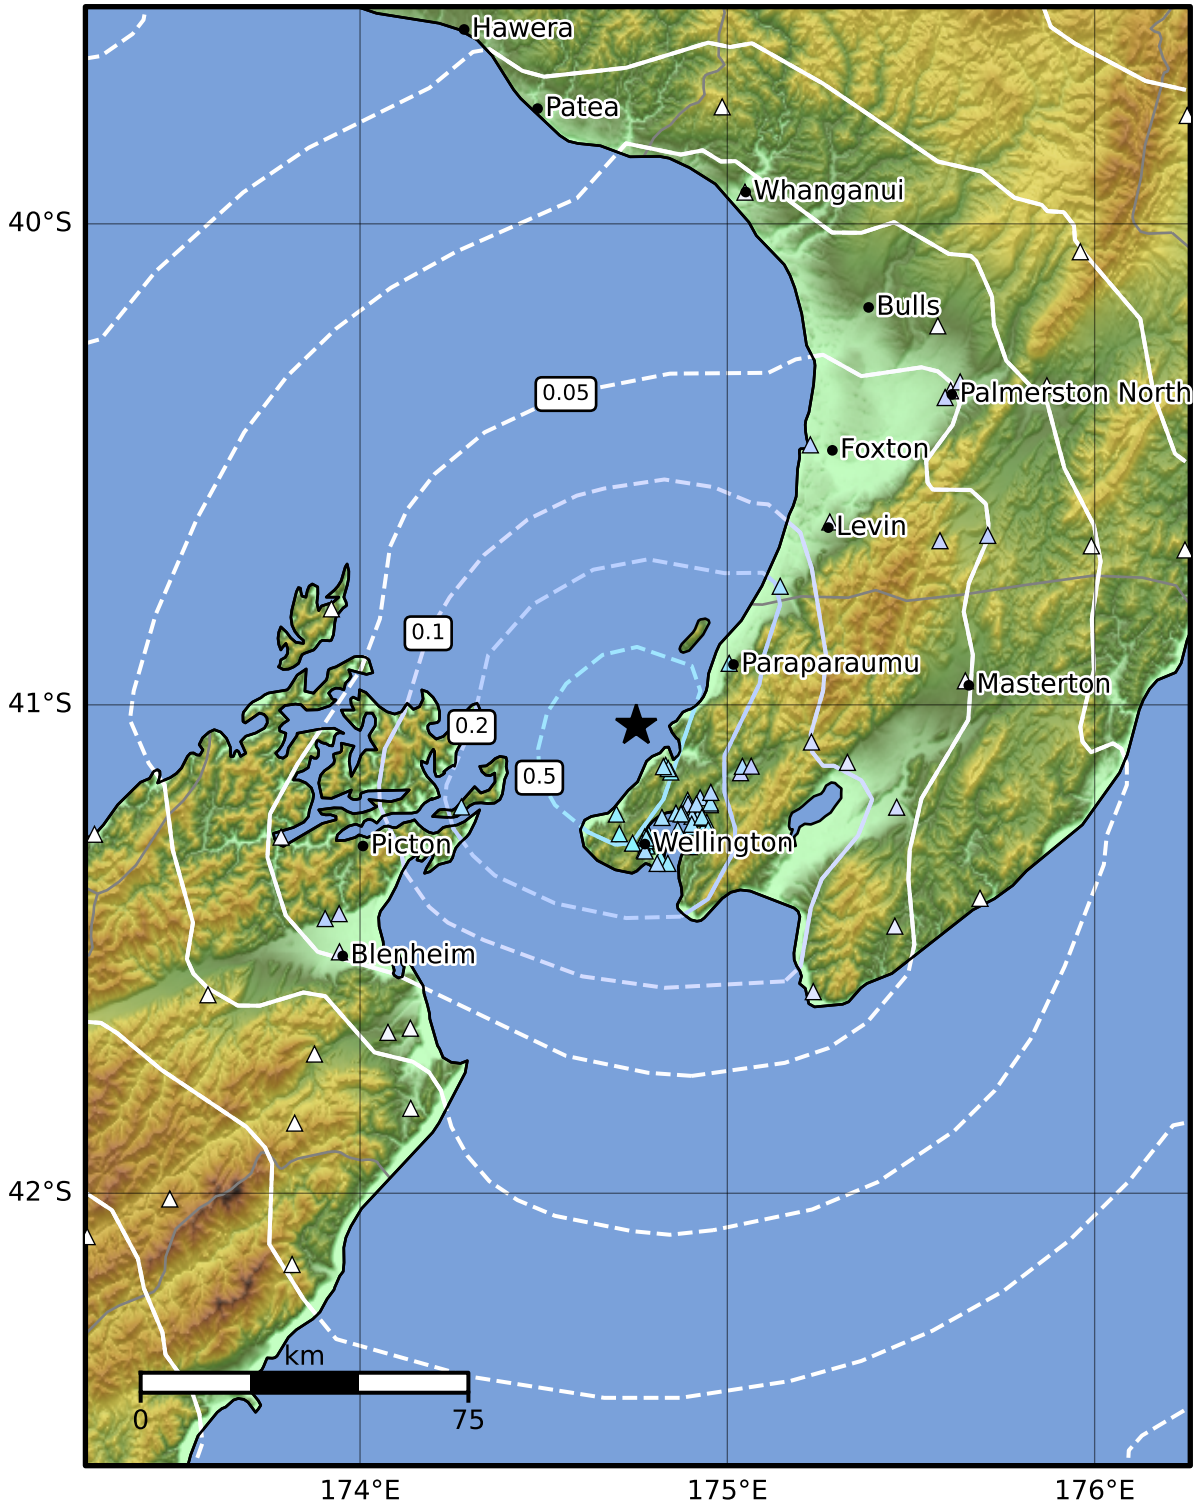 Hawera
Patea
Whanganui
40°S
Bulls
0.05
Palmerston North
Foxton
Levin
0.1
Paraparaumu
Masterton
41°S
0.2
0.5
Picton
Wellington
Blenheim
42°S
km
0
75
174°E
175°E
176°E